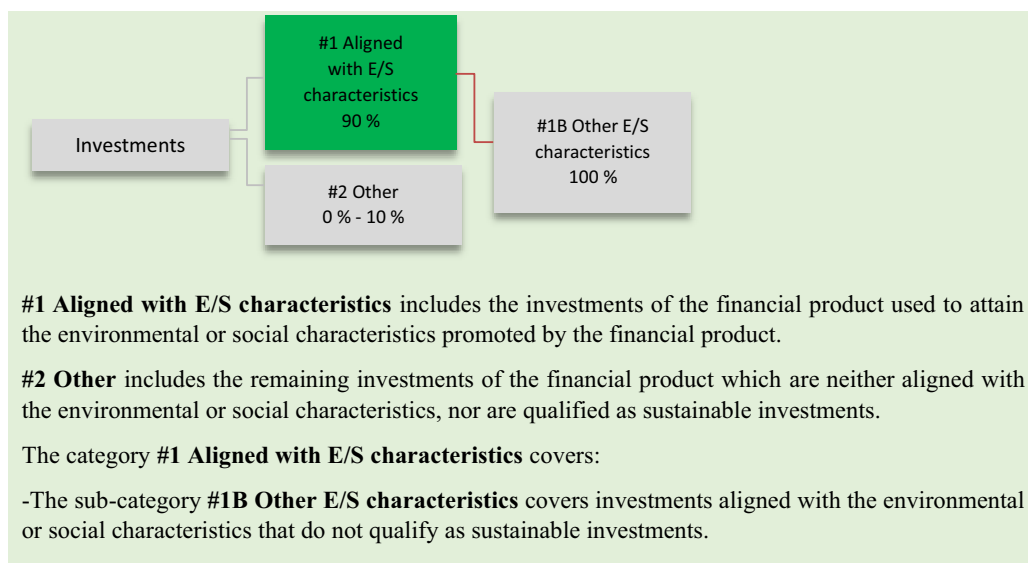 #1 Aligned
with E/S
characteristics
90 %
Investments
#1B Other E/S
characteristics
100 %
#2 Other
0 % - 10 %
#1 Aligned with E/S characteristics includes the investments of the financial product used to attain
the environmental or social characteristics promoted by the financial product.
#2 Other includes the remaining investments of the financial product which are neither aligned with
the environmental or social characteristics, nor are qualified as sustainable investments.
The category #1 Aligned with E/S characteristics covers:
-The sub-category #1B Other E/S characteristics covers investments aligned with the environmental
or social characteristics that do not qualify as sustainable investments.